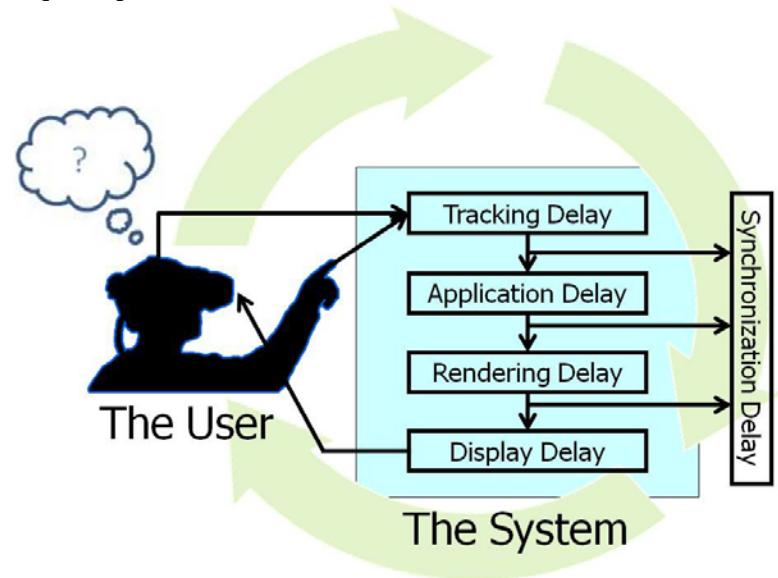 ?
Tracking Delay
Application Delay
Rendering Delay
Display Delay
Synchronization Delay
The User
The System